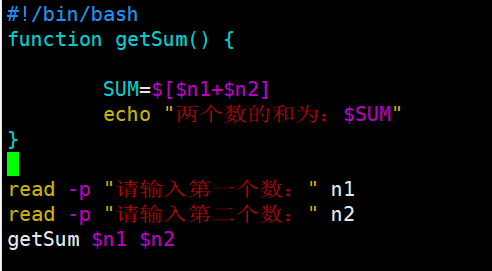 #!/bin/bash
function getSum() {
SUM=$[$n1+$n2]
echo "两个数的和为：$SUM"
}
read -p "请输入第一个数：" n1
read -p "请输入第二个数：" n2
getSum $n1 $n2